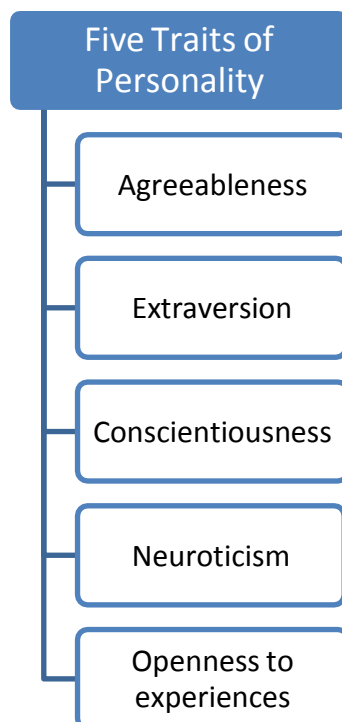 Five Traits of
Personality
Agreeableness
Extraversion
Conscientiousness
Neuroticism
Openness to
experiences